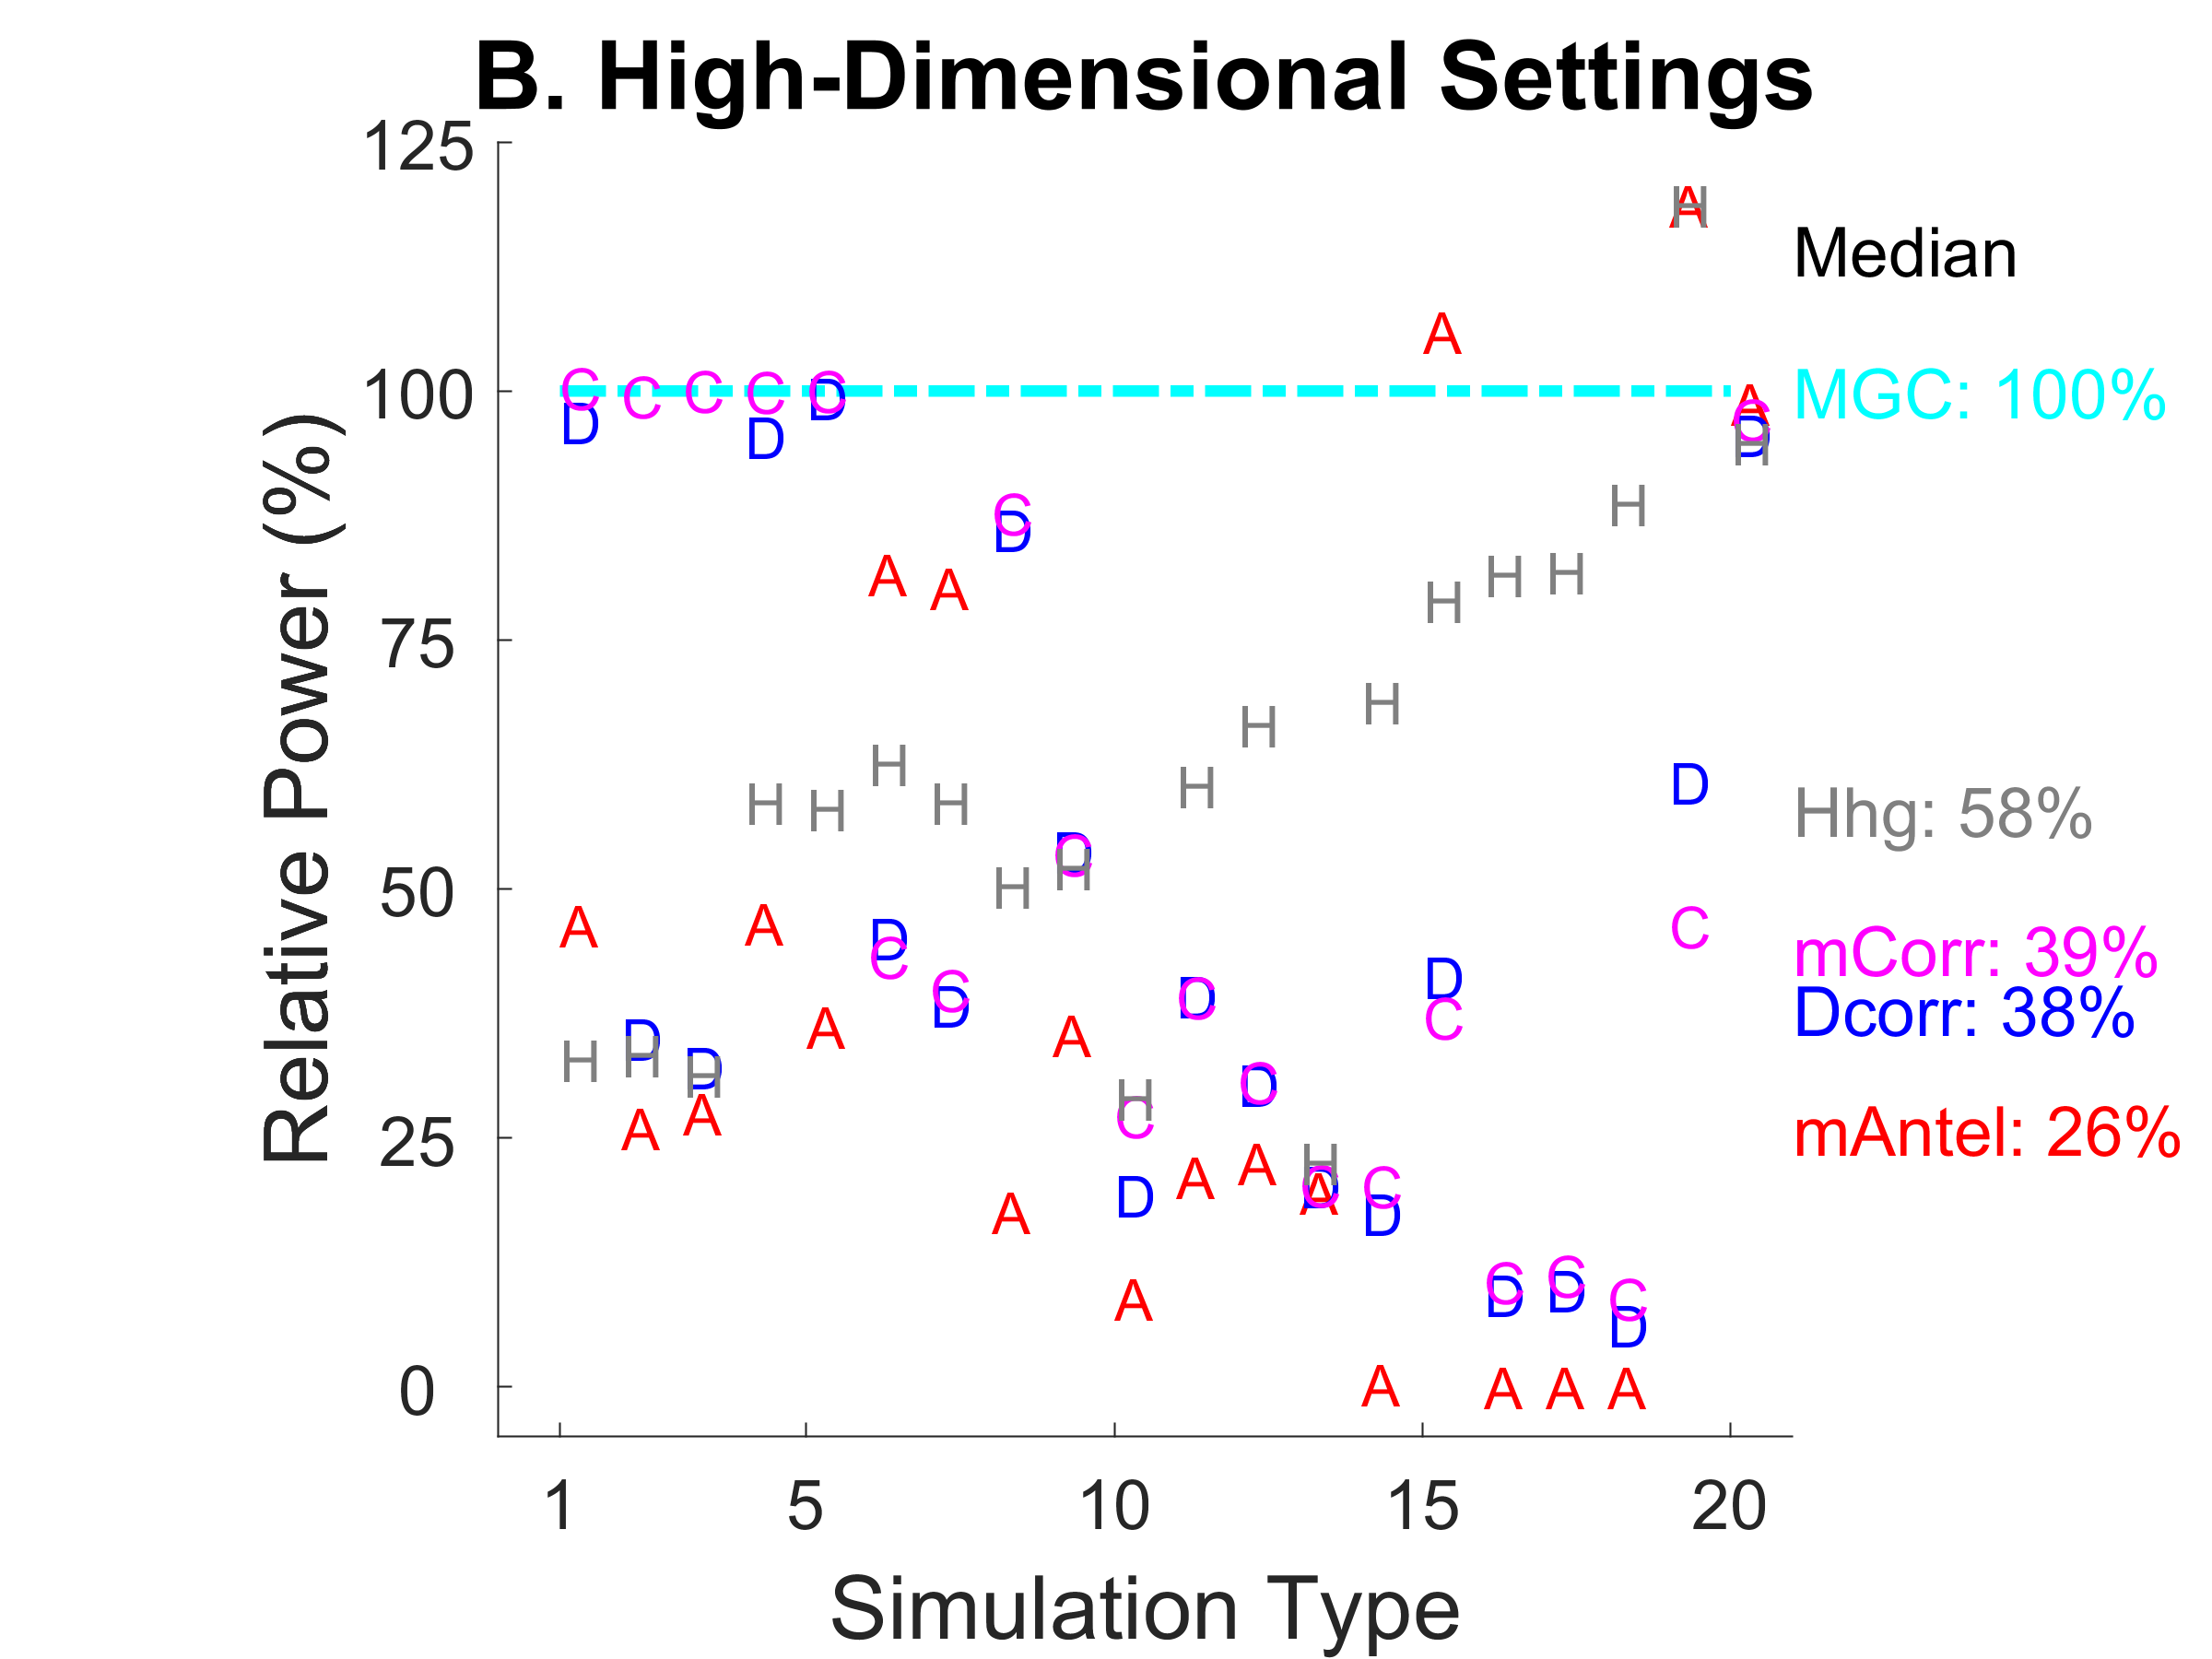 B. High-Dimensional Settings
125
100
75
50
25
0
Relative Power (%)
1 5 10 15 20
Simulation Type
Median
MGC: 100%
Hhg: 58%
mCorr: 39%
Dcorr: 38%
mAntel: 26%
C C C C C
D D D
A A
C D
A H
A C D H
H
H H H
H H H H
H H
D C H
D
C
A A
D C
C D
A A
D C
D C
H D H D H
H C
D C
A A
A
D
A A
H D C A
C D
A
C D C D C D
A A A A